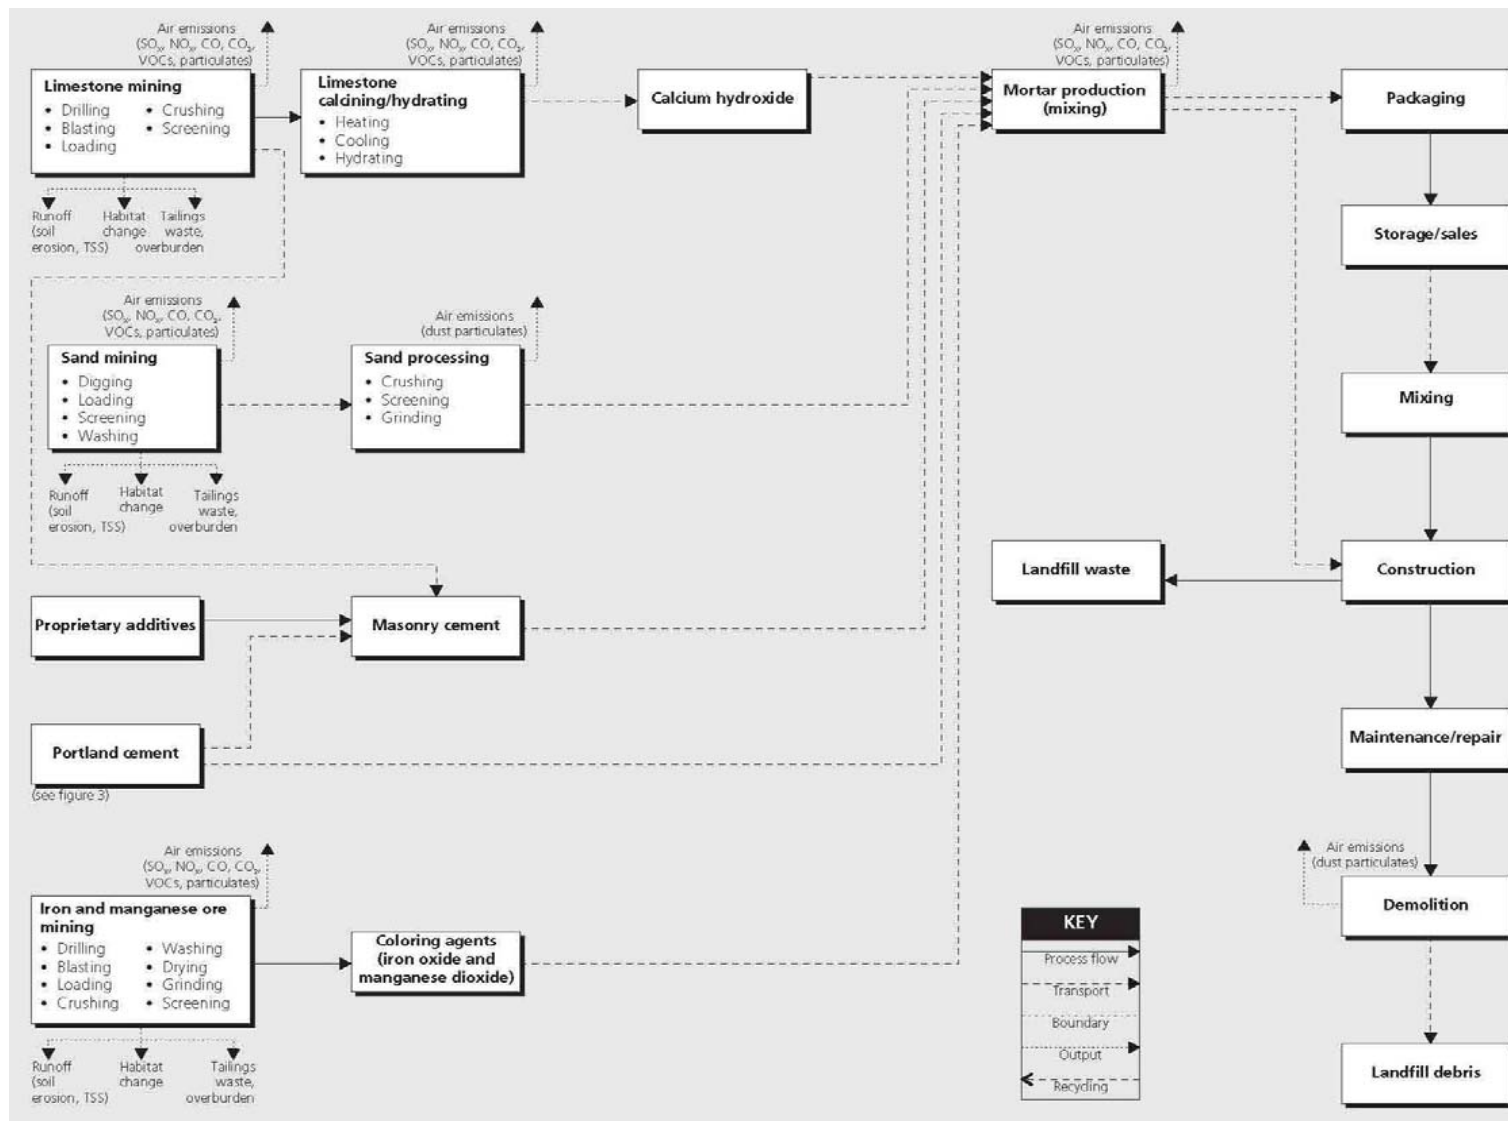 Air emissions
(SOₓ, NOₓ, CO, CO₂,
VOCs, particulates)
Limestone mining
• Drilling
• Blasting
• Loading
• Crushing
• Screening
Runoff
(soil
erosion, TSS)
Habitat
change
Tailings
waste,
overburden
Air emissions
(SOₓ, NOₓ, CO, CO₂,
VOCs, particulates)
Limestone
calcining/hydrating
• Heating
• Cooling
• Hydrating
Calcium hydroxide
Air emissions
(SOₓ, NOₓ, CO, CO₂,
VOCs, particulates)
Mortar production
(mixing)
Packaging
Storage/sales
Air emissions
(SOₓ, NOₓ, CO, CO₂,
VOCs, particulates)
Sand mining
• Digging
• Loading
• Screening
• Washing
Runoff
(soil
erosion, TSS)
Habitat
change
Tailings
waste,
overburden
Air emissions
(dust particulates)
Sand processing
• Crushing
• Screening
• Grinding
Mixing
Landfill waste
Construction
Proprietary additives
Masonry cement
Portland cement
(see figure 3)
Maintenance/repair
Air emissions
(SOₓ, NOₓ, CO, CO₂,
VOCs, particulates)
Iron and manganese ore
mining
• Drilling
• Blasting
• Loading
• Crushing
• Washing
• Drying
• Grinding
• Screening
Runoff
(soil
erosion, TSS)
Habitat
change
Tailings
waste,
overburden
Coloring agents
(iron oxide and
manganese dioxide)
Air emissions
(dust particulates)
Demolition
Landfill debris
KEY
Process flow
Transport
Boundary
Output
Recycling